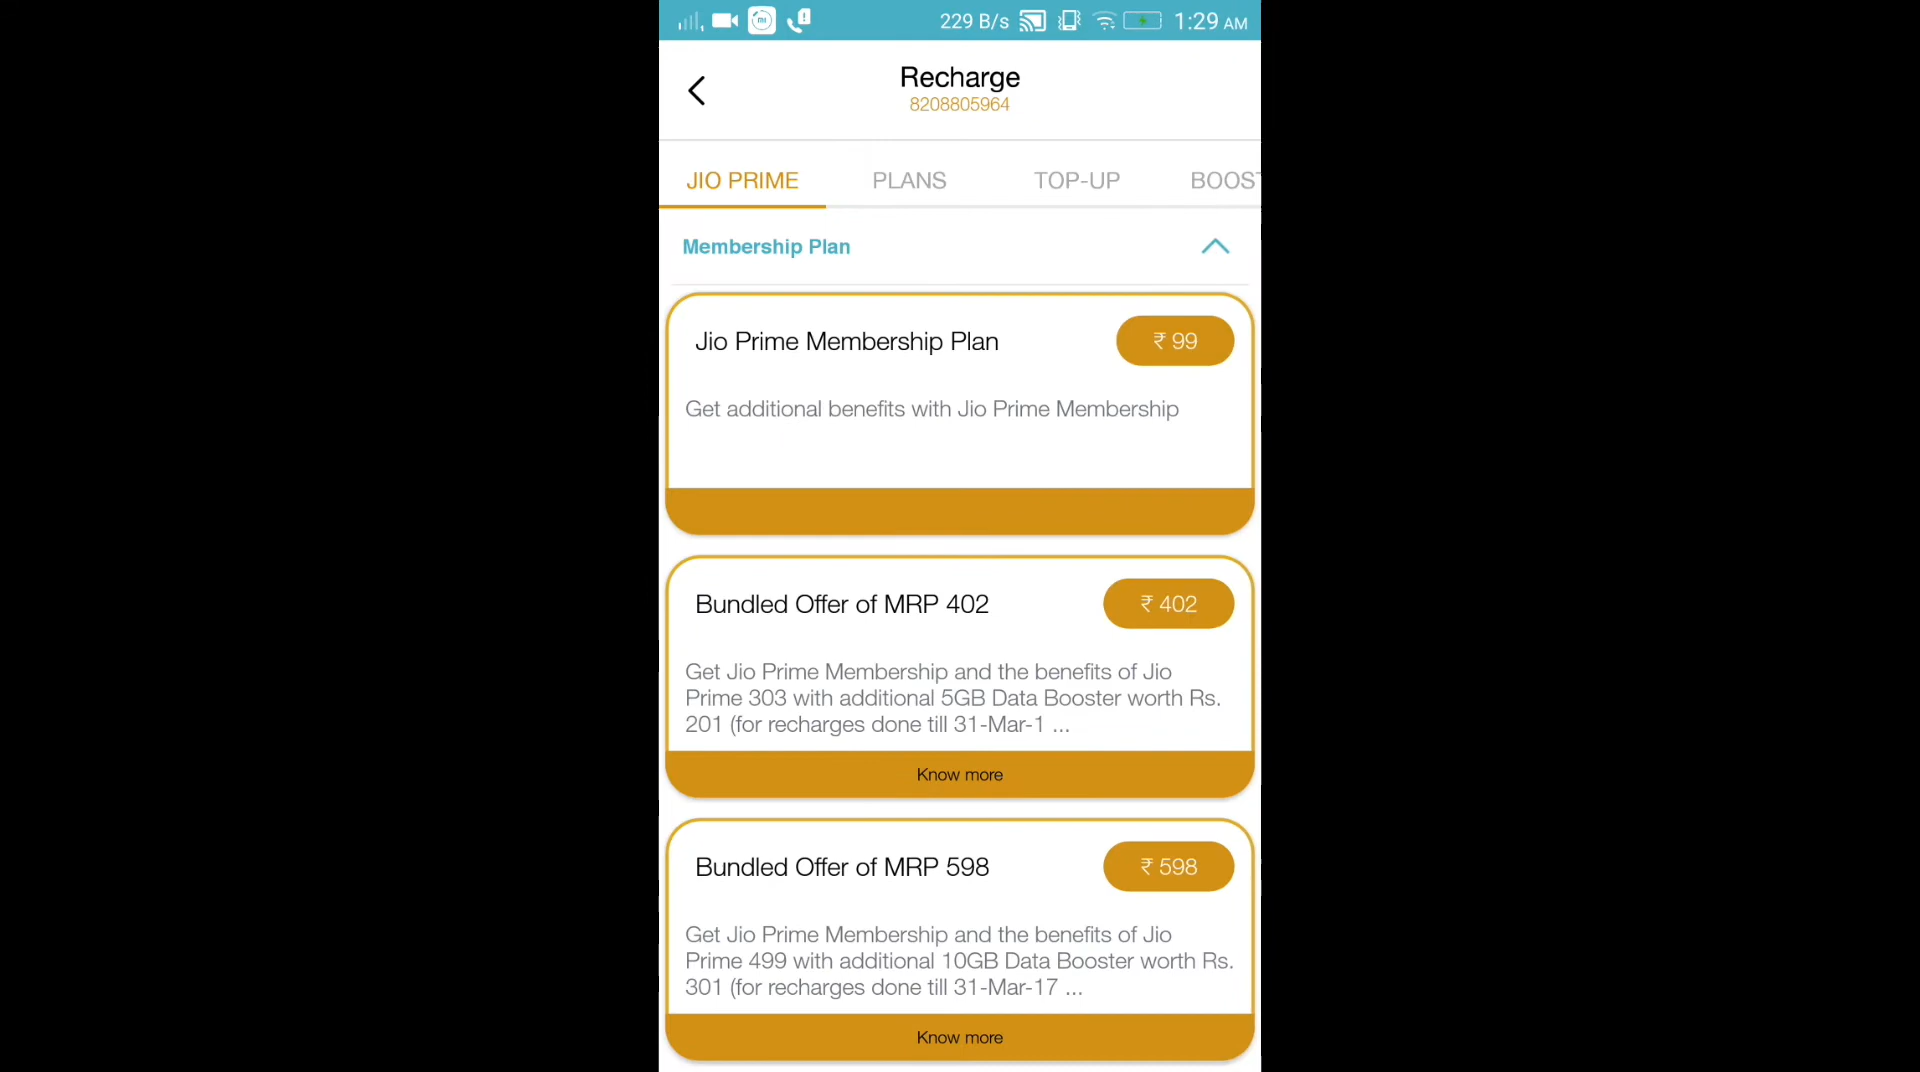 229 B/s 1:29 AM
Recharge
8208805964
JIO PRIME PLANS TOP-UP BOOST
Membership Plan
Jio Prime Membership Plan ₹ 99
Get additional benefits with Jio Prime Membership
Bundled Offer of MRP 402 ₹ 402
Get Jio Prime Membership and the benefits of Jio
Prime 303 with additional 5GB Data Booster worth Rs.
201 (for recharges done till 31-Mar-1 ...
Know more
Bundled Offer of MRP 598 ₹ 598
Get Jio Prime Membership and the benefits of Jio
Prime 499 with additional 10GB Data Booster worth Rs.
301 (for recharges done till 31-Mar-17 ...
Know more